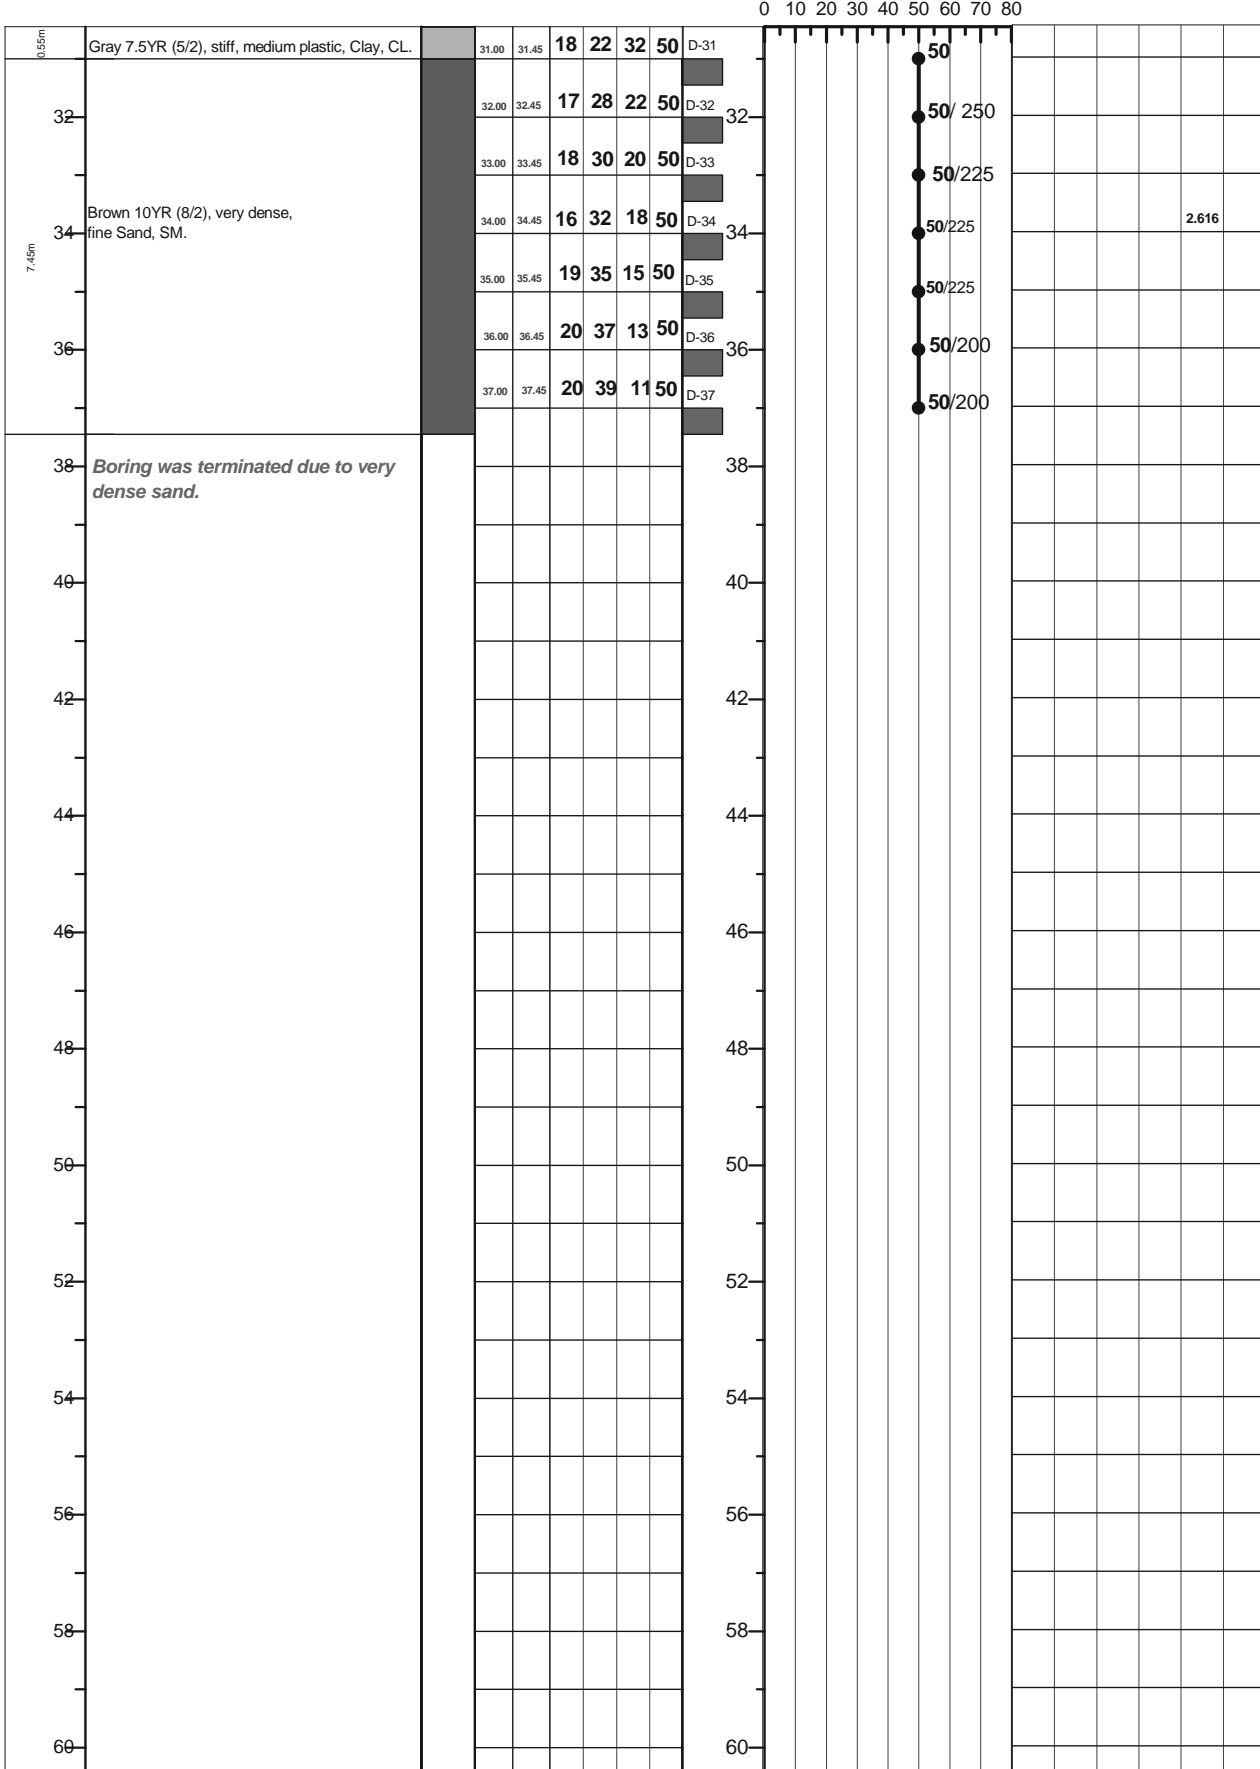 0 10 20 30 40 50 60 70 80
0.55m
Gray 7.5YR (5/2), stiff, medium plastic, Clay, CL.
31.00 31.45 18 22 32 50 D-31
50
32
32.00 32.45 17 28 22 50 D-32
32
50/ 250
33.00 33.45 18 30 20 50 D-33
50/225
7.45m
Brown 10YR (8/2), very dense,
fine Sand, SM.
34
34.00 34.45 16 32 18 50 D-34
34
50/225
2.616
35.00 35.45 19 35 15 50 D-35
50/225
36
36.00 36.45 20 37 13 50 D-36
36
50/200
37.00 37.45 20 39 11 50 D-37
50/200
38
Boring was terminated due to very
dense sand.
38
40 40
42 42
44 44
46 46
48 48
50 50
52 52
54 54
56 56
58 58
60 60